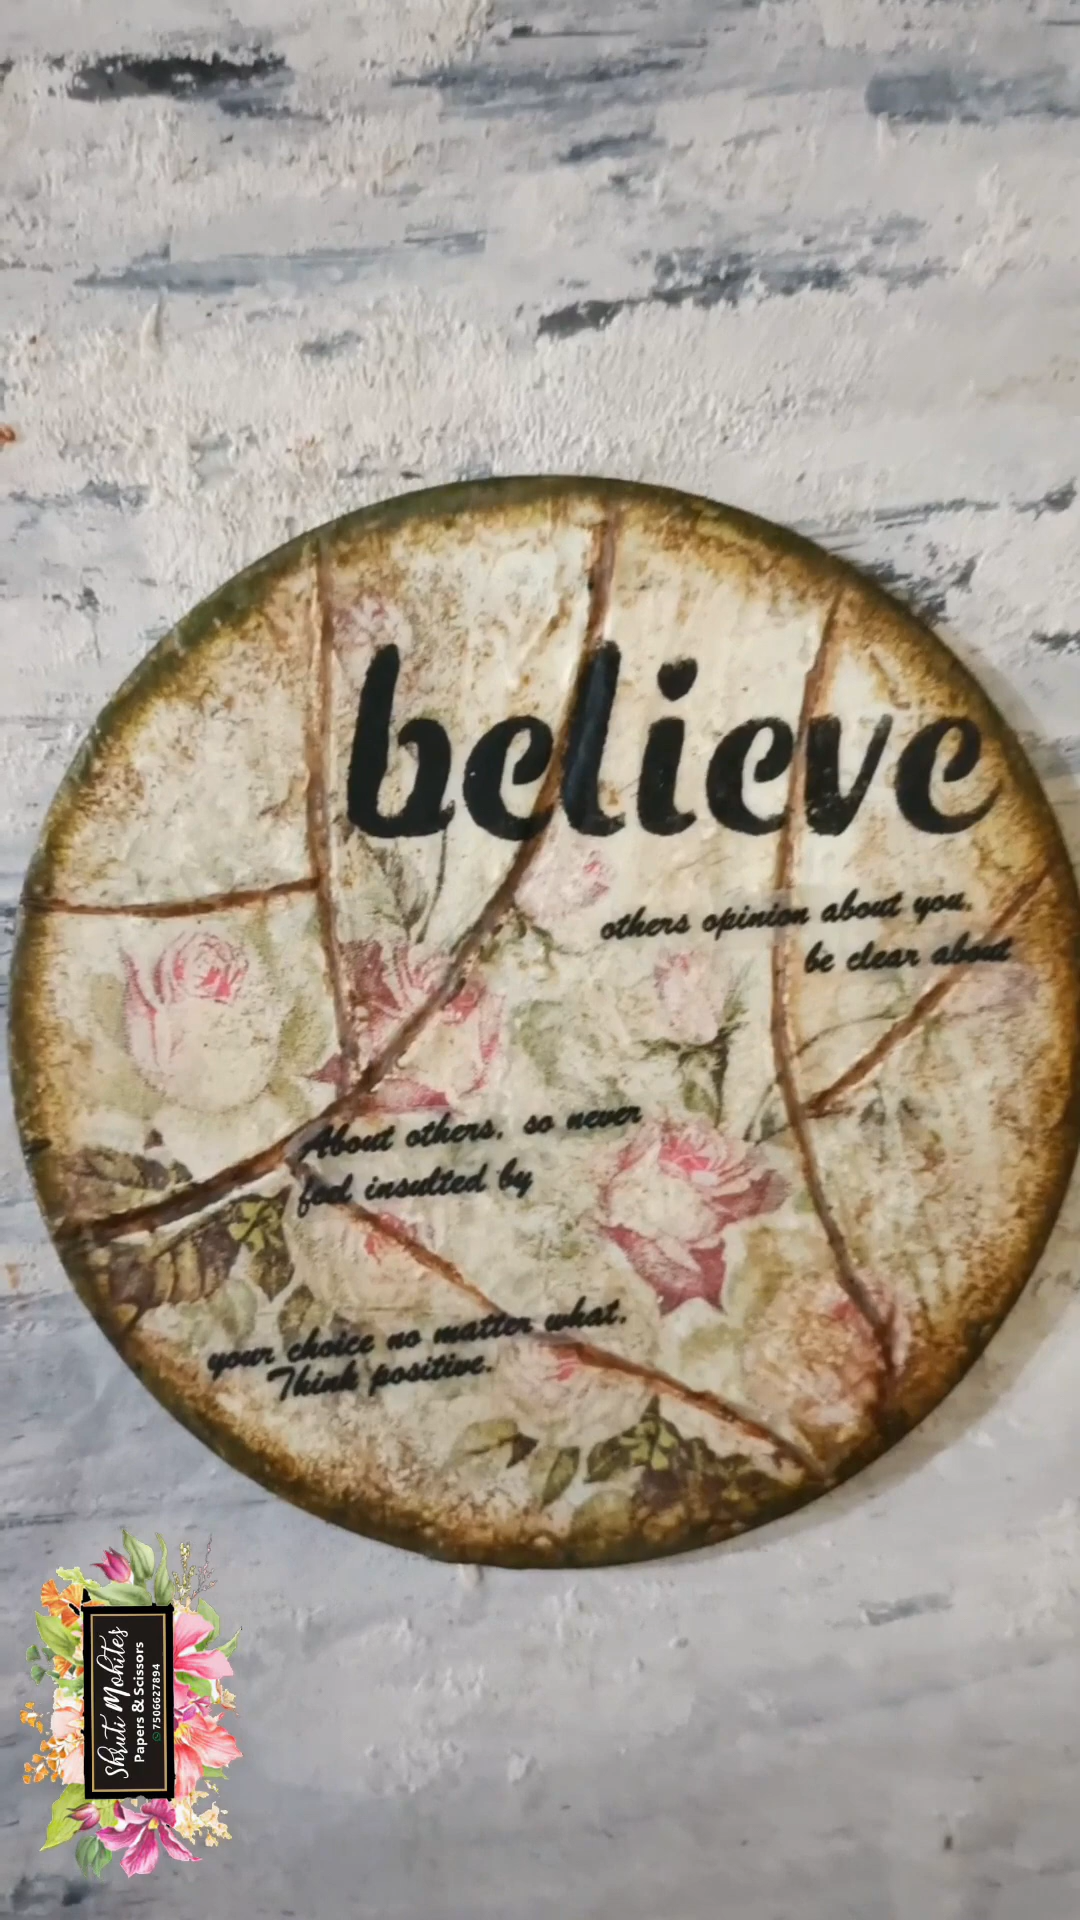 believe
others opinion about you.
be clear about
About others, so never
feel insulted by
your choice no matter what.
Think positive.
Shruti Mohites
Papers & Scissors
7506627894